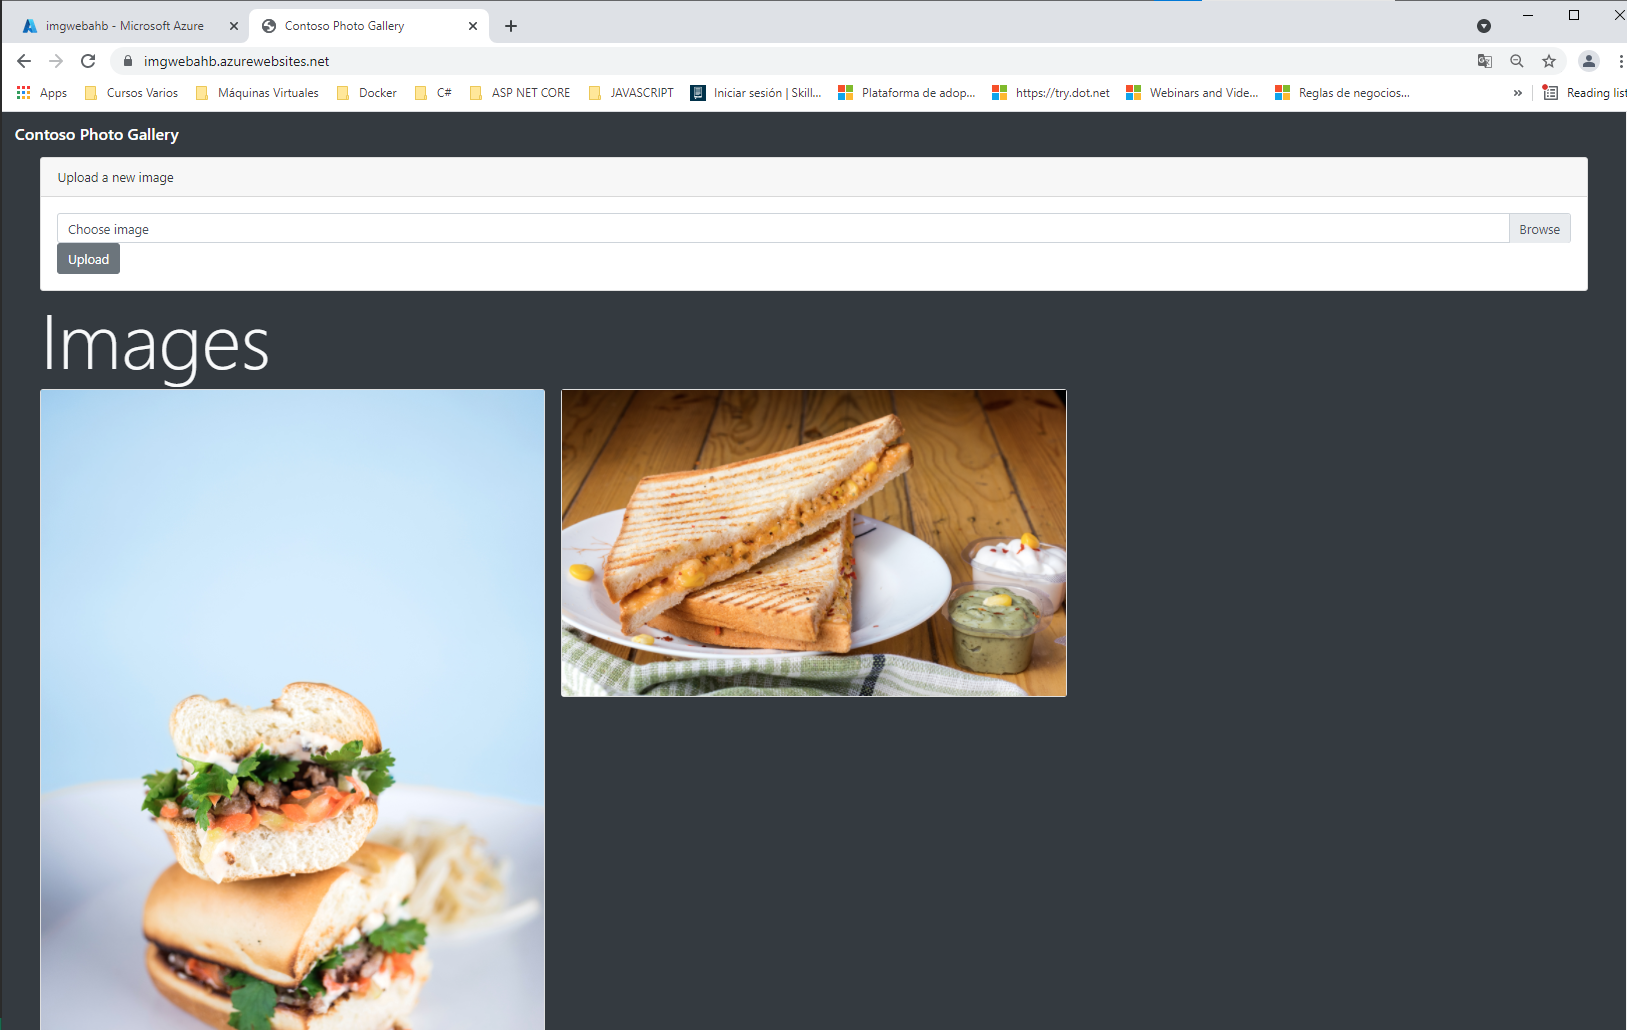 imgwebahb - Microsoft Azure
Contoso Photo Gallery
imgwebahb.azurewebsites.net
Apps Cursos Varios Máquinas Virtuales Docker C# ASP NET CORE JAVASCRIPT Iniciar sesión | Skill... Plataforma de adop... https://try.dot.net Webinars and Vide... Reglas de negocios... » Reading list
Contoso Photo Gallery
Upload a new image
Choose image Browse
Upload
Images